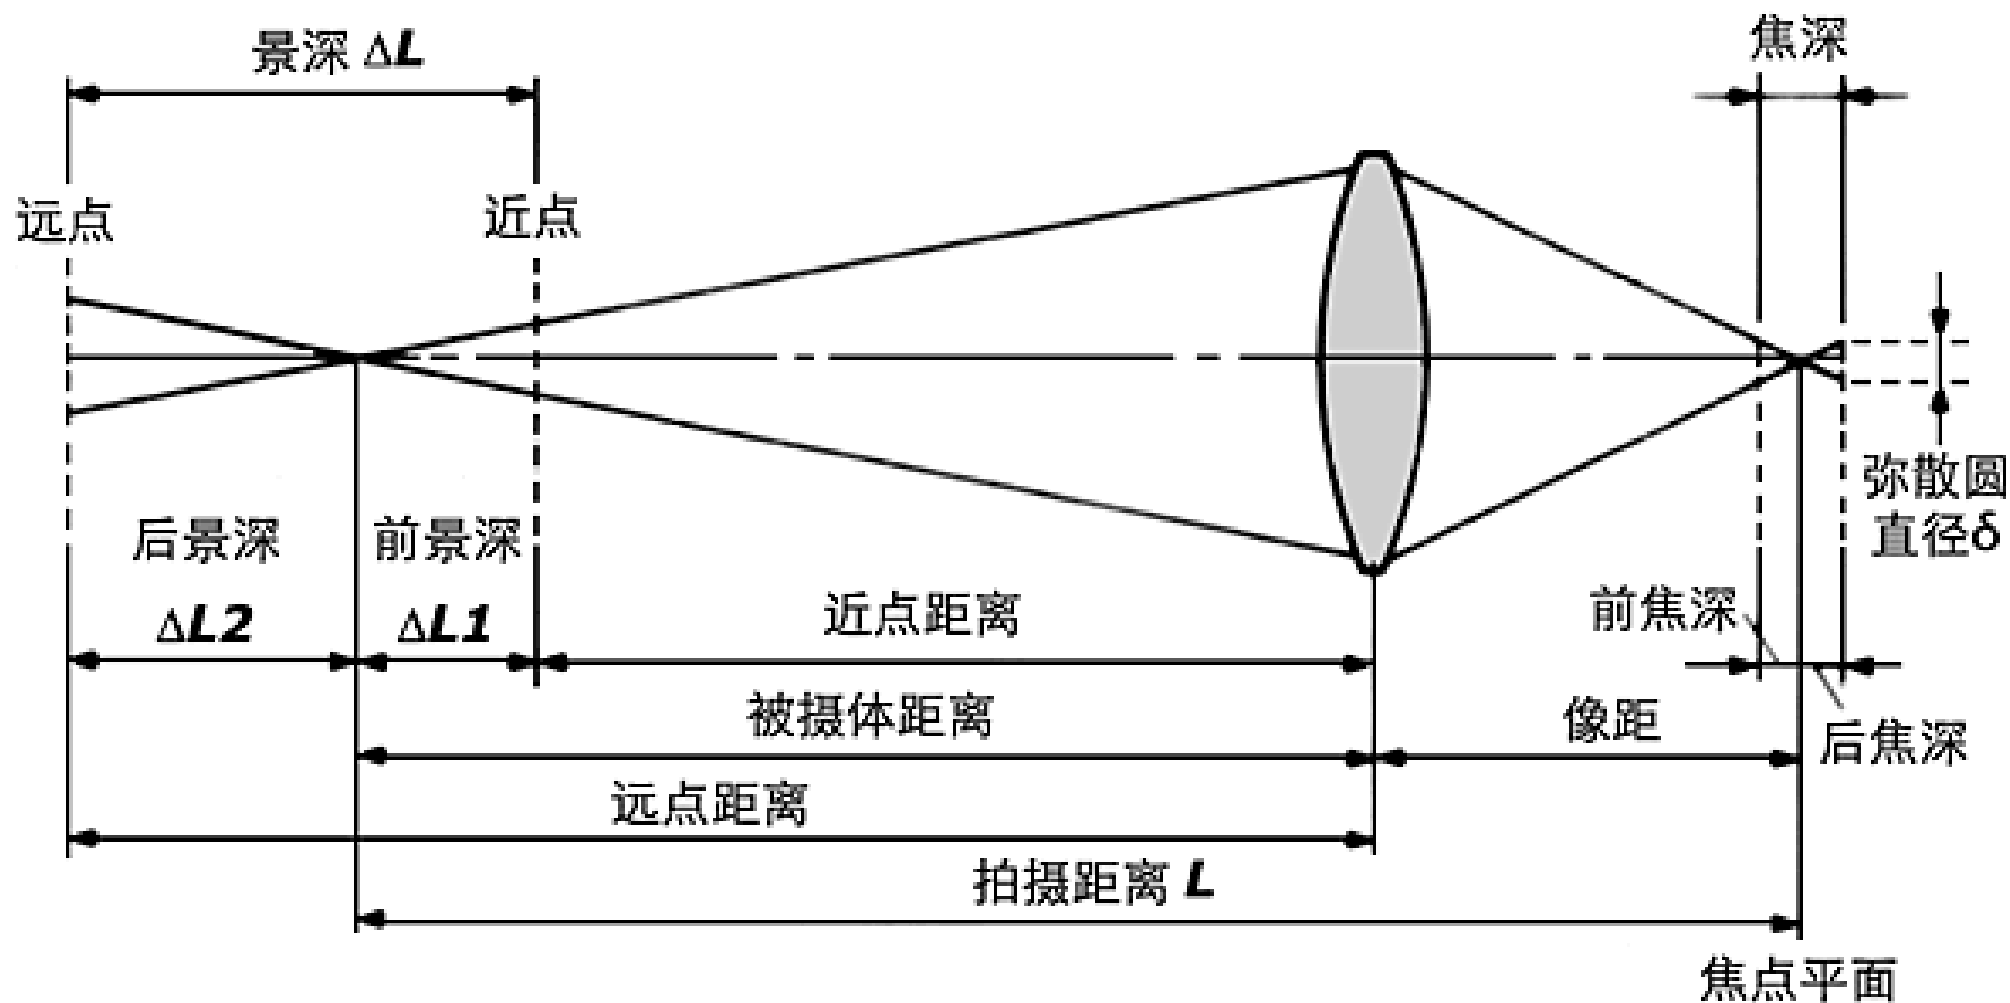 景深 ΔL
焦深
远点
近点
弥散圆
直径δ
后景深
前景深
ΔL2
ΔL1
近点距离
前焦深
被摄体距离
像距
后焦深
远点距离
拍摄距离 L
焦点平面